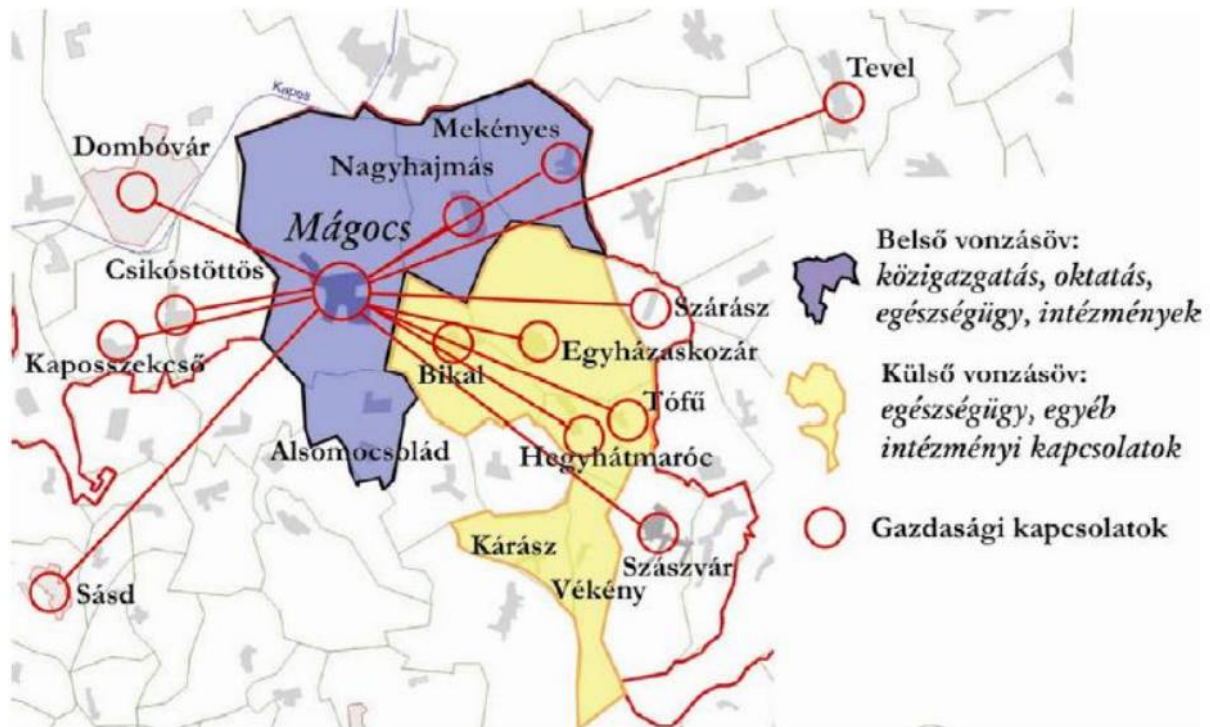 Tevel
Kapos
Mekényes
Dombóvár
Nagyhajmás
Mágocs
Csikóstöttös
Szárász
Kaposszekcső
Egyházaskozár
Bikal
Tófű
Alsomocsolád
Hegyhátmaróc
Kárász
Szászvár
Vékény
Sásd
Belső vonzásöv:
közigazgatás, oktatás,
egészségügy, intézmények
Külső vonzásöv:
egészségügy, egyéb
intézményi kapcsolatok
Gazdasági kapcsolatok